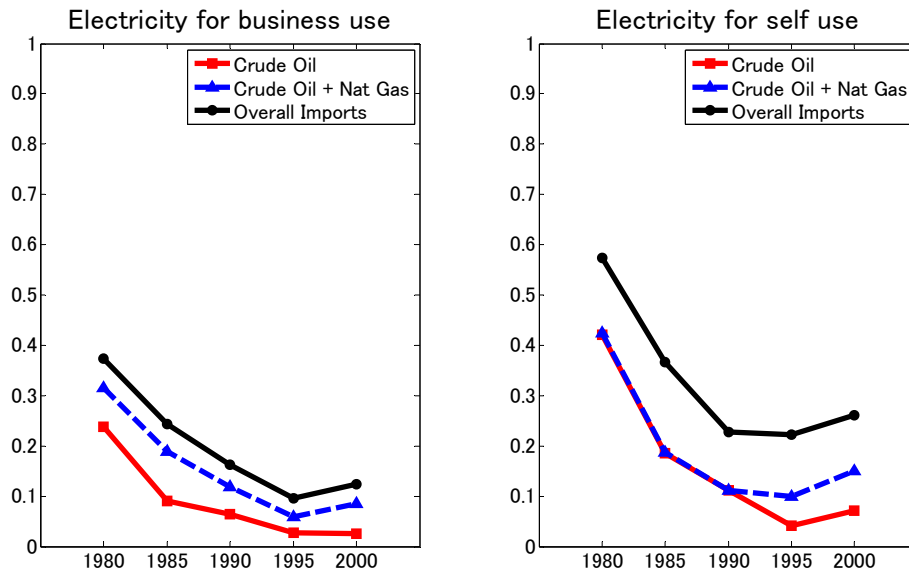 Electricity for business use
1
0.9
0.8
0.7
0.6
0.5
0.4
0.3
0.2
0.1
0
Crude Oil
Crude Oil + Nat Gas
Overall Imports
1980 1985 1990 1995 2000
Electricity for self use
1
0.9
0.8
0.7
0.6
0.5
0.4
0.3
0.2
0.1
0
Crude Oil
Crude Oil + Nat Gas
Overall Imports
1980 1985 1990 1995 2000